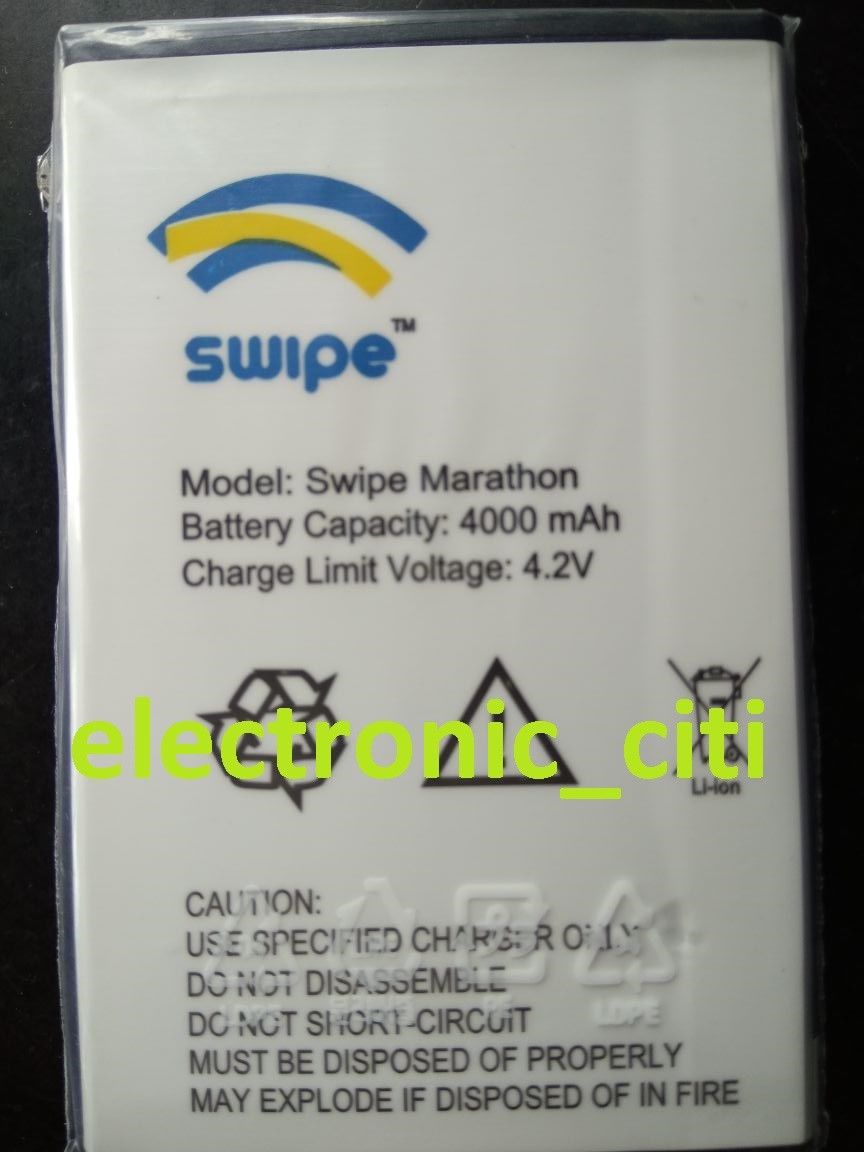 swipe™
Model: Swipe Marathon
Battery Capacity: 4000 mAh
Charge Limit Voltage: 4.2V
electronic_citi
Li-ion
CAUTION:
USE SPECIFIED CHARGER ONLY
DO NOT DISASSEMBLE
DO NOT SHORT-CIRCUIT
LDPE
MUST BE DISPOSED OF PROPERLY
MAY EXPLODE IF DISPOSED OF IN FIRE